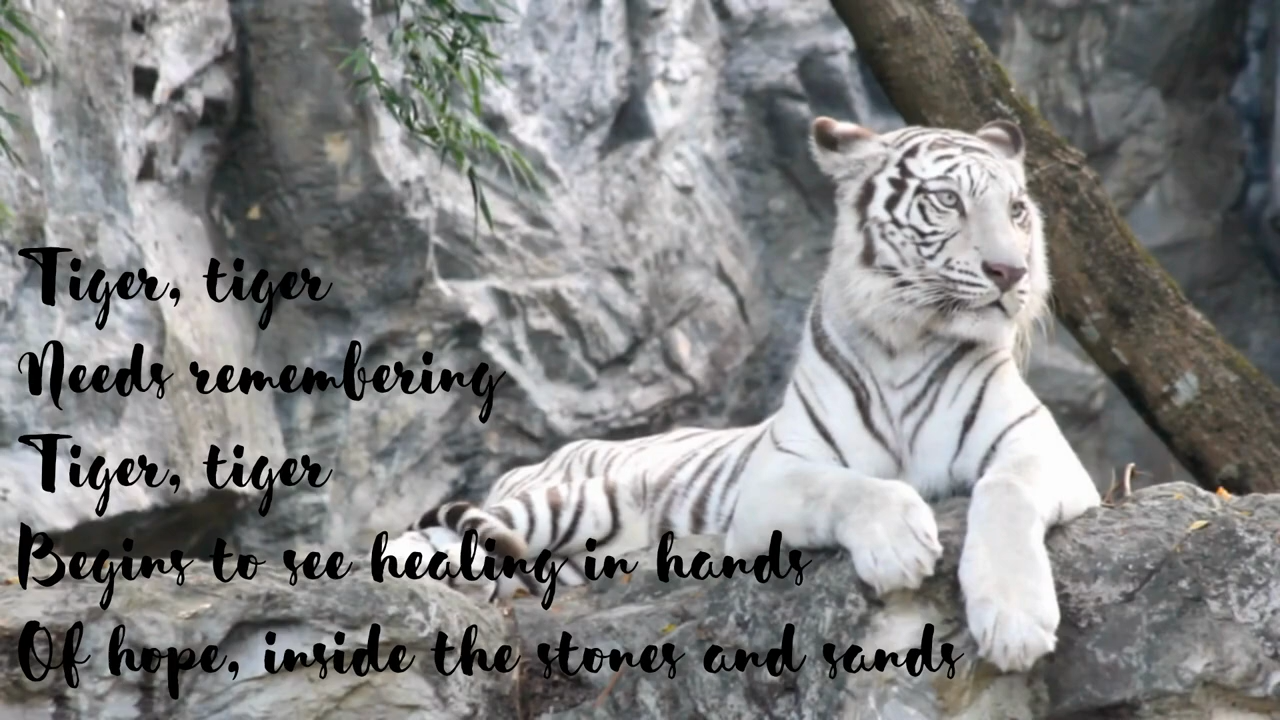 Tiger, tiger
Needs remembering
Tiger, tiger
Begins to see healing in hands
Of hope, inside the stones and sands